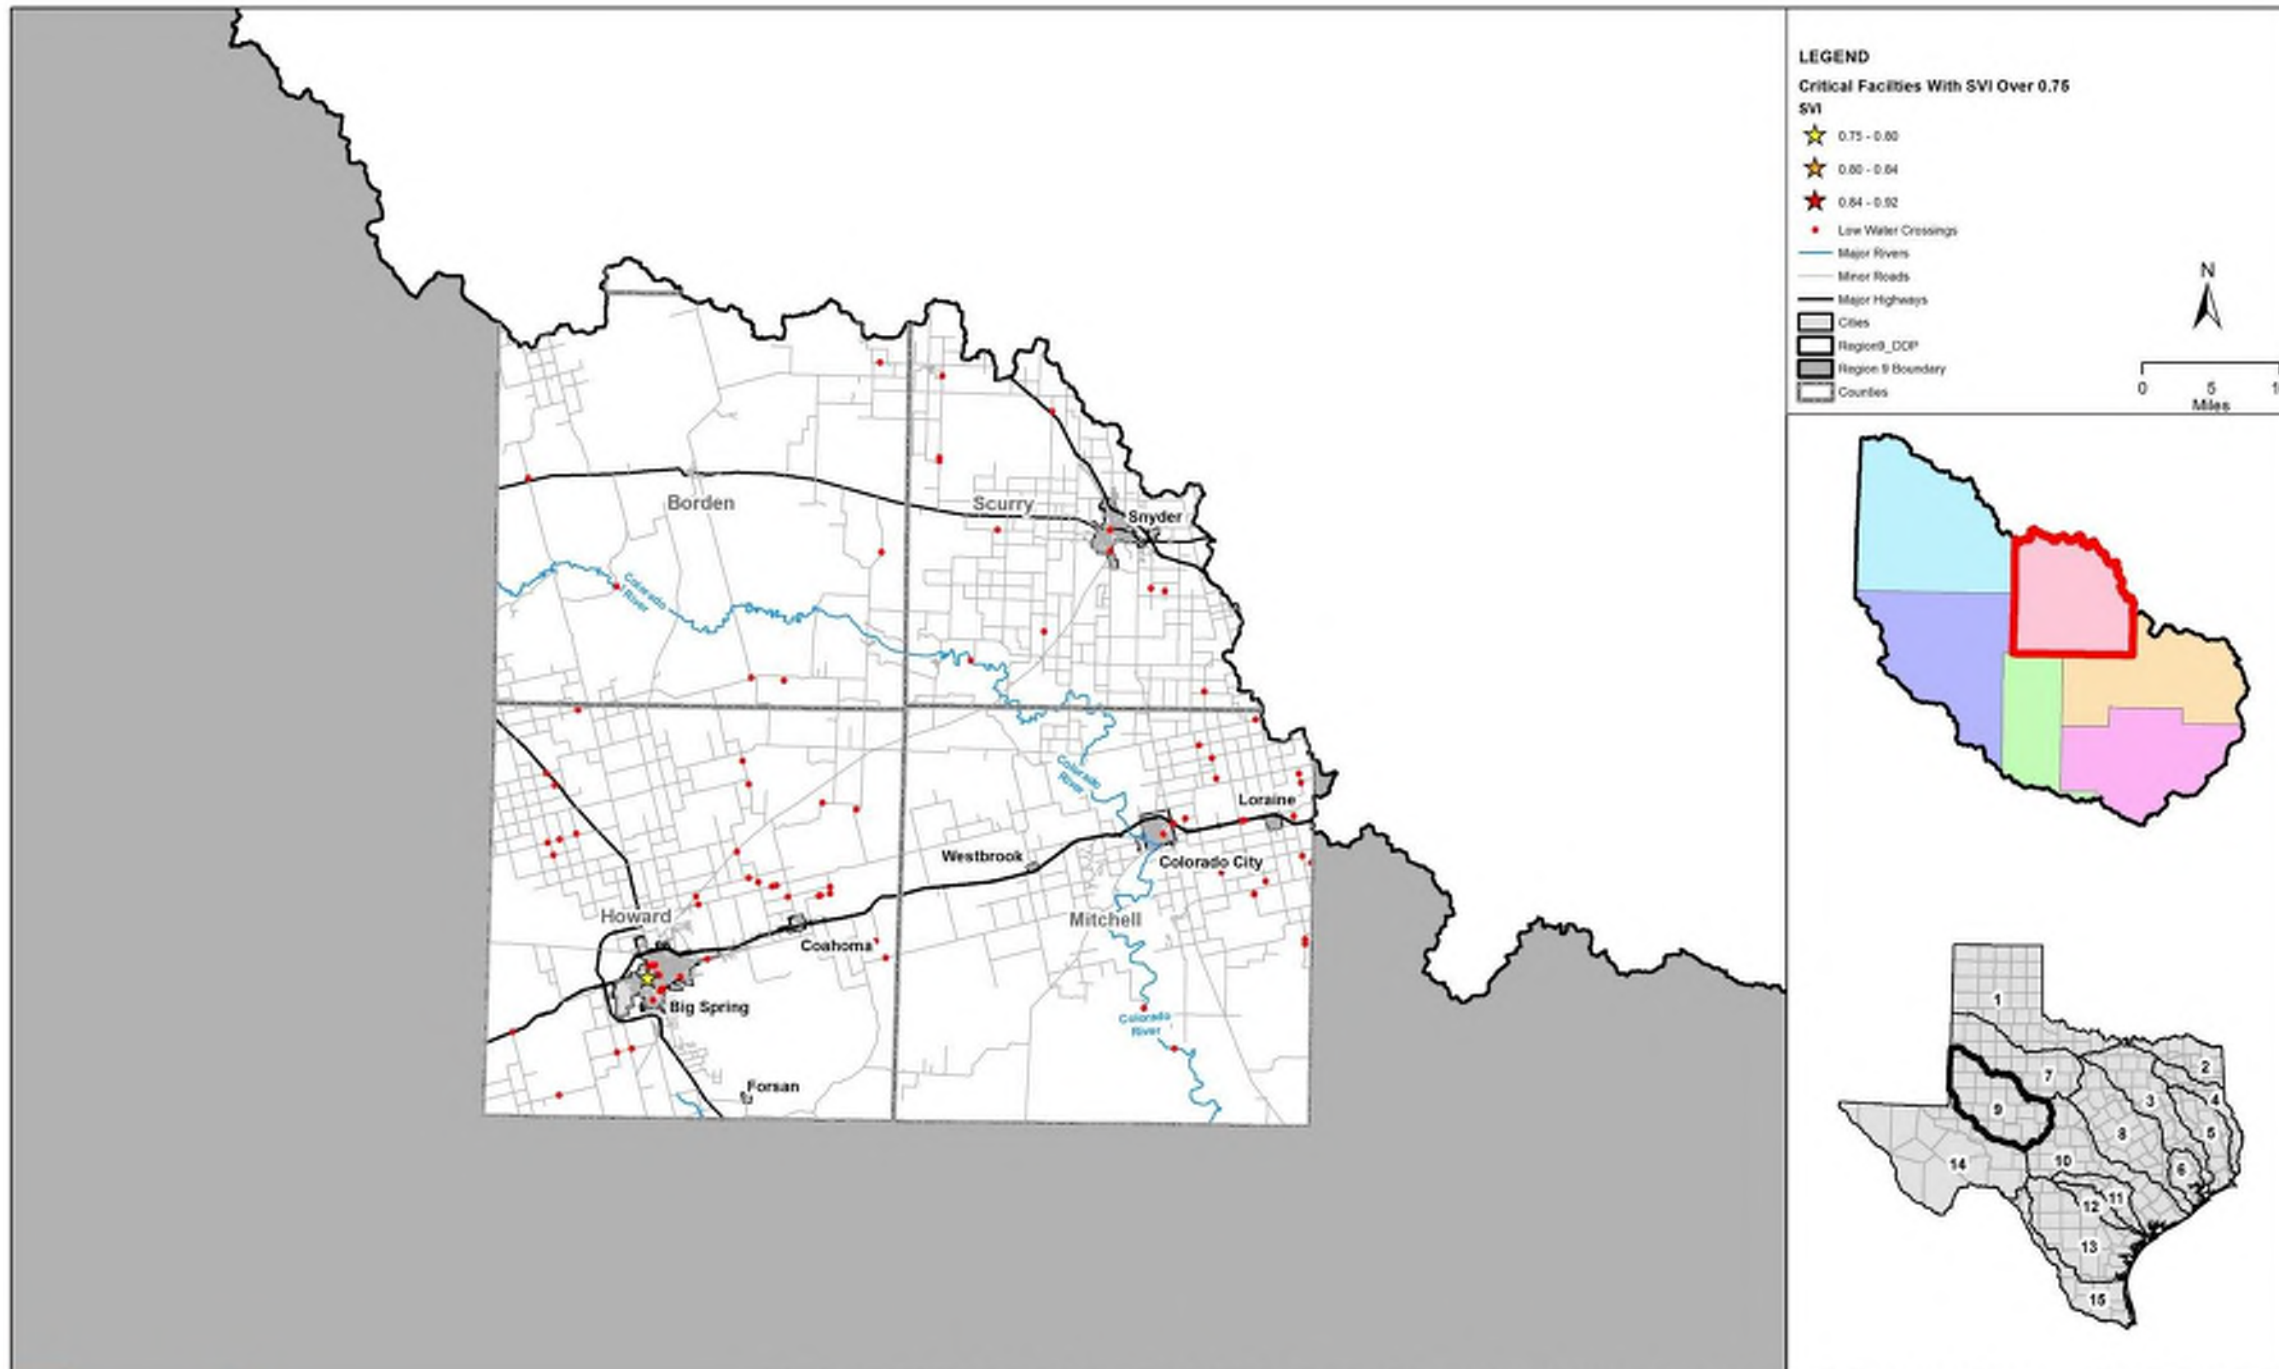 LEGEND
Critical Facilties With SVI Over 0.75
SVI
0.75 - 0.80
0.80 - 0.84
0.84 - 0.92
Low Water Crossings
Major Rivers
Minor Roads
Major Highways
Cities
Region9_DDP
Region 9 Boundary
Counties
N
0 5
Miles
Borden
Scurry
Snyder
Colorado
River
Colorado
River
Loraine
Westbrook
Colorado City
Howard
Mitchell
Coahoma
Big Spring
Colorado
River
Forsan
1
2
7
3
4
9
8
5
14
10
6
11
12
13
15